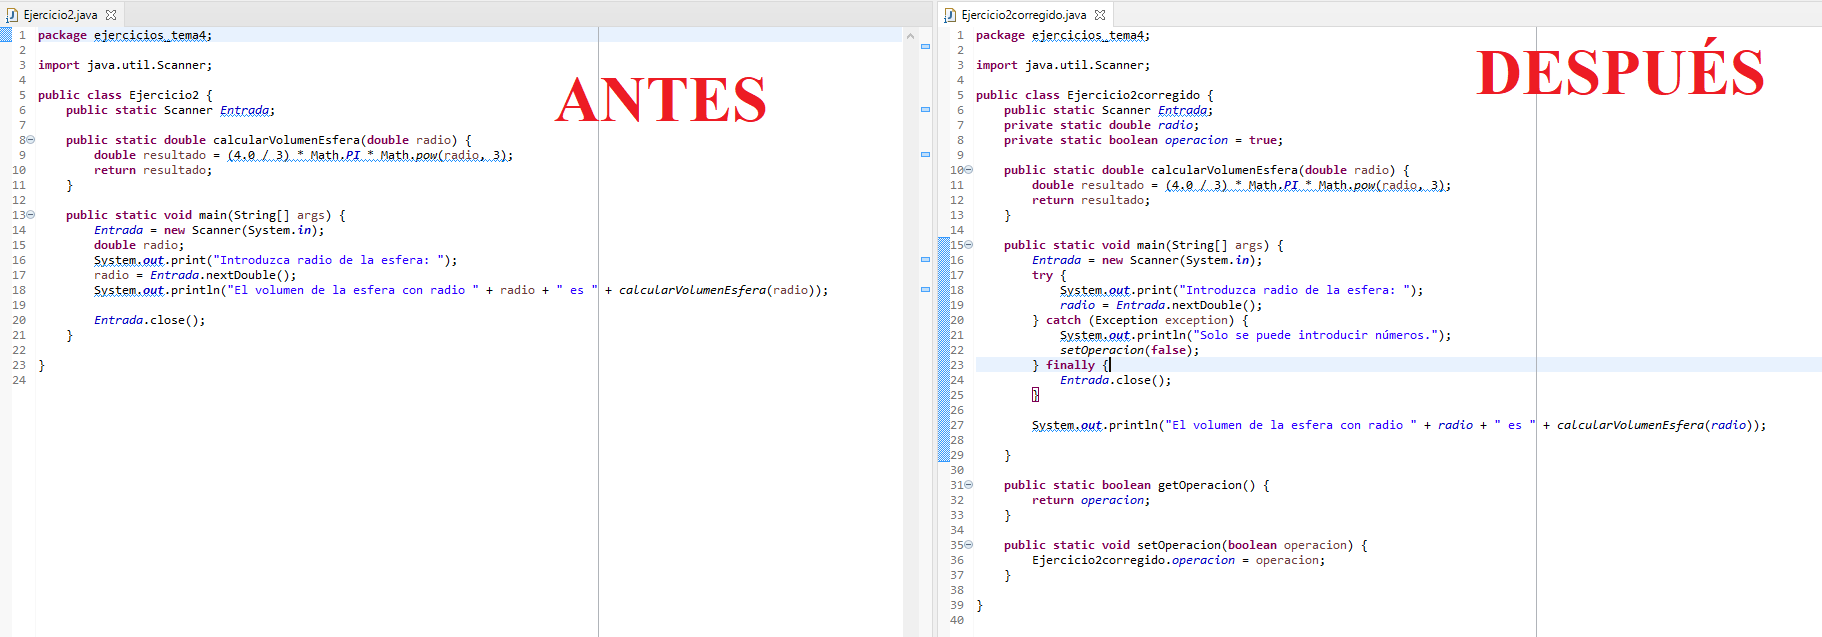 Ejercicio2.java
ANTES
1 package ejercicios_tema4;
2
3 import java.util.Scanner;
4
5 public class Ejercicio2 {
6     public static Scanner Entrada;
7
8     public static double calcularVolumenEsfera(double radio) {
9         double resultado = (4.0 / 3) * Math.PI * Math.pow(radio, 3);
10         return resultado;
11     }
12
13     public static void main(String[] args) {
14         Entrada = new Scanner(System.in);
15         double radio;
16         System.out.print("Introduzca radio de la esfera: ");
17         radio = Entrada.nextDouble();
18         System.out.println("El volumen de la esfera con radio " + radio + " es " + calcularVolumenEsfera(radio));
19
20         Entrada.close();
21     }
22
23 }
24
Ejercicio2corregido.java
DESPUÉS
1 package ejercicios_tema4;
2
3 import java.util.Scanner;
4
5 public class Ejercicio2corregido {
6     public static Scanner Entrada;
7     private static double radio;
8     private static boolean operacion = true;
9
10     public static double calcularVolumenEsfera(double radio) {
11         double resultado = (4.0 / 3) * Math.PI * Math.pow(radio, 3);
12         return resultado;
13     }
14
15     public static void main(String[] args) {
16         Entrada = new Scanner(System.in);
17         try {
18             System.out.print("Introduzca radio de la esfera: ");
19             radio = Entrada.nextDouble();
20         } catch (Exception exception) {
21             System.out.println("Solo se puede introducir números.");
22             setOperacion(false);
23         } finally {
24             Entrada.close();
25         }
26
27         System.out.println("El volumen de la esfera con radio " + radio + " es " + calcularVolumenEsfera(radio));
28
29     }
30
31     public static boolean getOperacion() {
32         return operacion;
33     }
34
35     public static void setOperacion(boolean operacion) {
36         Ejercicio2corregido.operacion = operacion;
37     }
38
39 }
40